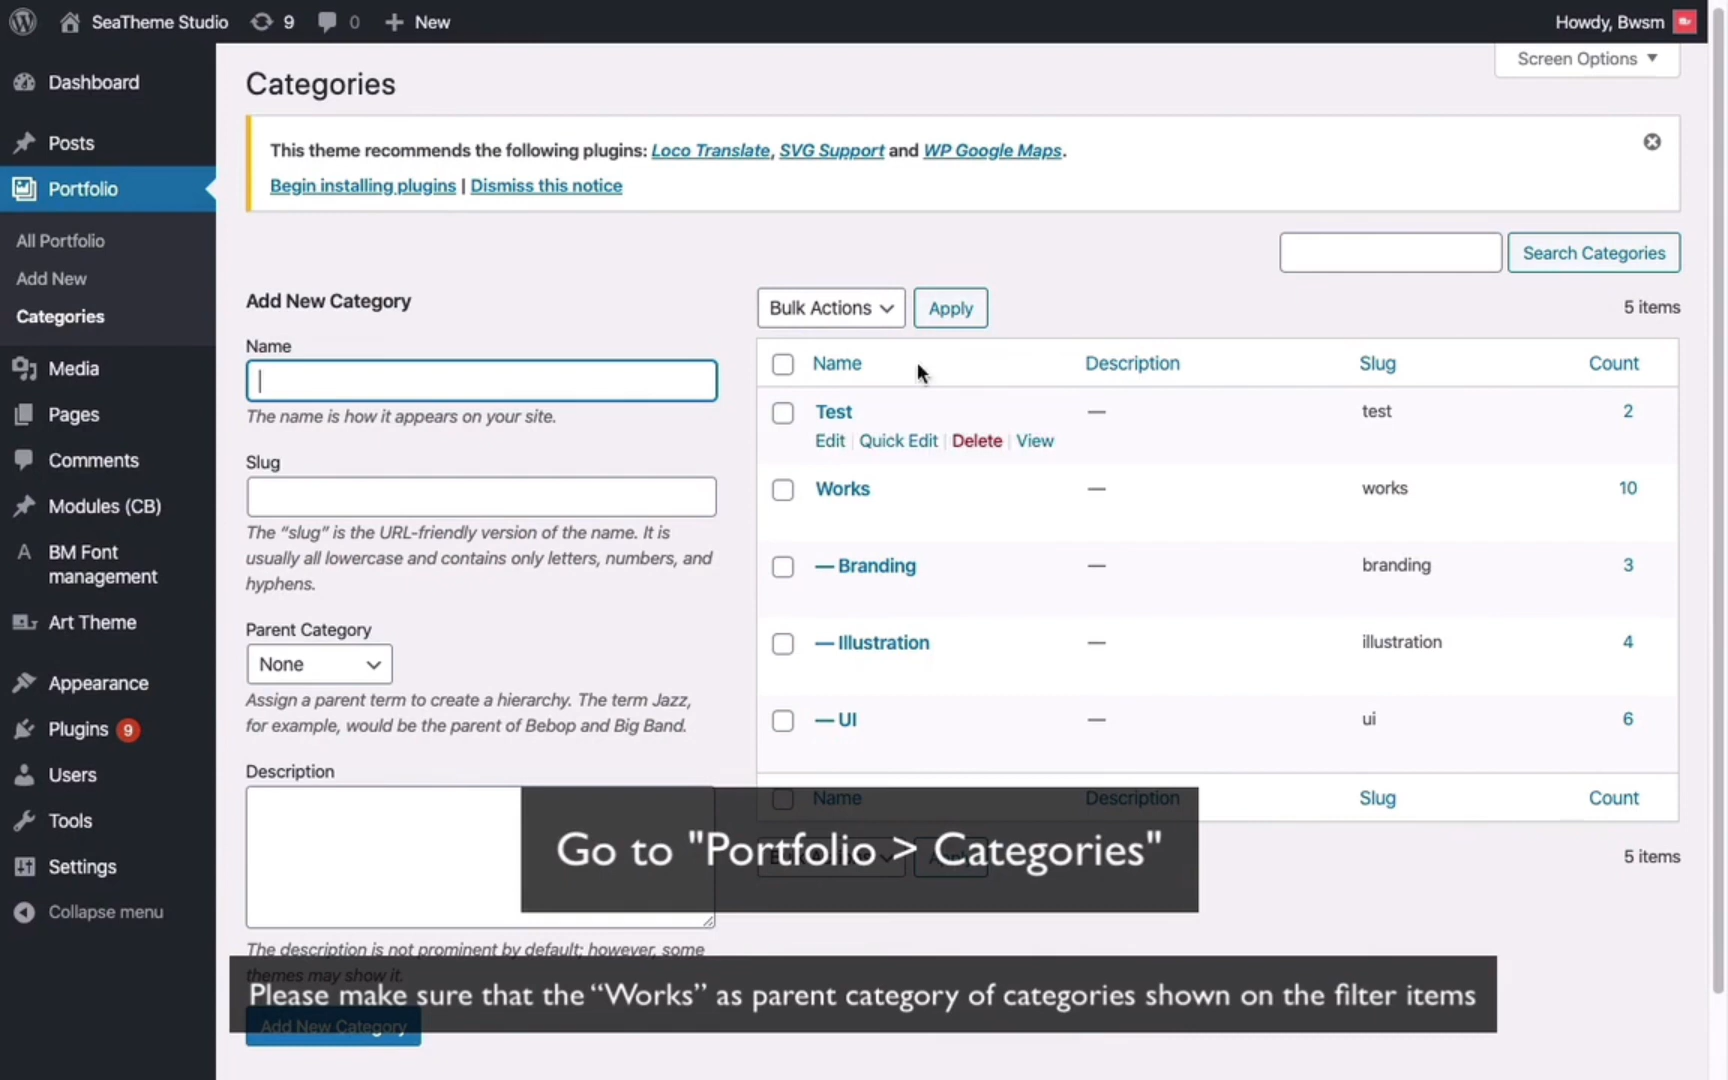 SeaTheme Studio 9 0 New Howdy, Bwsm
Screen Options
Dashboard
Posts
Portfolio
All Portfolio
Add New
Categories
Media
Pages
Comments
Modules (CB)
BM Font
management
Art Theme
Appearance
Plugins 9
Users
Tools
Settings
Collapse menu
Categories
This theme recommends the following plugins: Loco Translate, SVG Support and WP Google Maps.
Begin installing plugins | Dismiss this notice
Search Categories
Add New Category
Name
The name is how it appears on your site.
Slug
The “slug” is the URL-friendly version of the name. It is
usually all lowercase and contains only letters, numbers, and
hyphens.
Parent Category
None
Assign a parent term to create a hierarchy. The term Jazz,
for example, would be the parent of Bebop and Big Band.
Description
The description is not prominent by default; however, some
themes may show it.
Add New Category
Bulk Actions Apply 5 items
Name Description Slug Count
Test — test 2
Edit | Quick Edit | Delete | View
Works — works 10
— Branding — branding 3
— Illustration — illustration 4
— UI — ui 6
Name Description Slug Count
5 items
Go to "Portfolio > Categories"
Please make sure that the “Works” as parent category of categories shown on the filter items